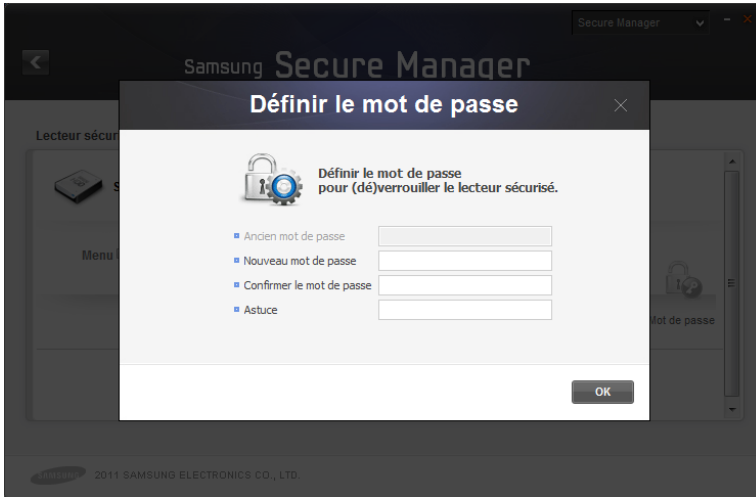 Secure Manager
Samsung Secure Manager
Définir le mot de passe
Lecteur sécur
Définir le mot de passe
pour (dé)verrouiller le lecteur sécurisé.
S
Ancien mot de passe
Menu
Nouveau mot de passe
Confirmer le mot de passe
Astuce
Mot de passe
OK
SAMSUNG 2011 SAMSUNG ELECTRONICS CO., LTD.